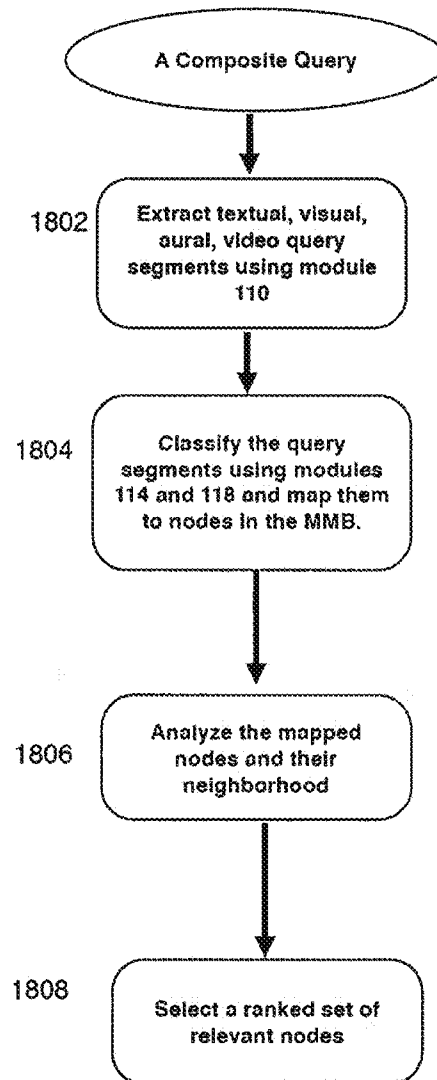 A Composite Query
1802
Extract textual, visual,
aural, video query
segments using module
110
1804
Classify the query
segments using modules
114 and 118 and map them
to nodes in the MMB.
1806
Analyze the mapped
nodes and their
neighborhood
1808
Select a ranked set of
relevant nodes